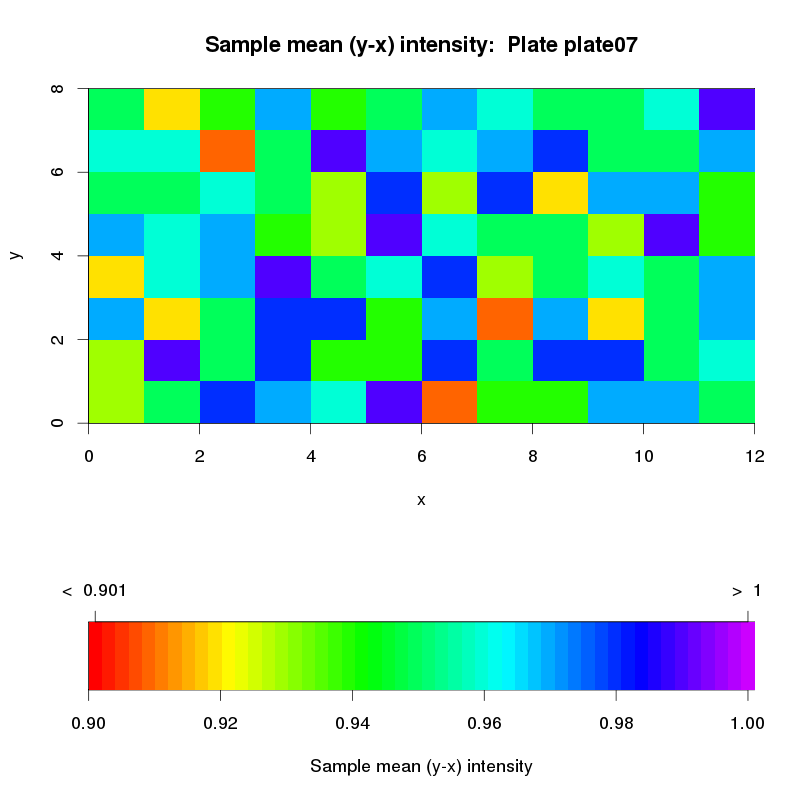 Sample mean (y-x) intensity:  Plate plate07
8
6
4
2
0
y
0 2 4 6 8 10 12
x
< 0.901 > 1
0.90 0.92 0.94 0.96 0.98 1.00
Sample mean (y-x) intensity